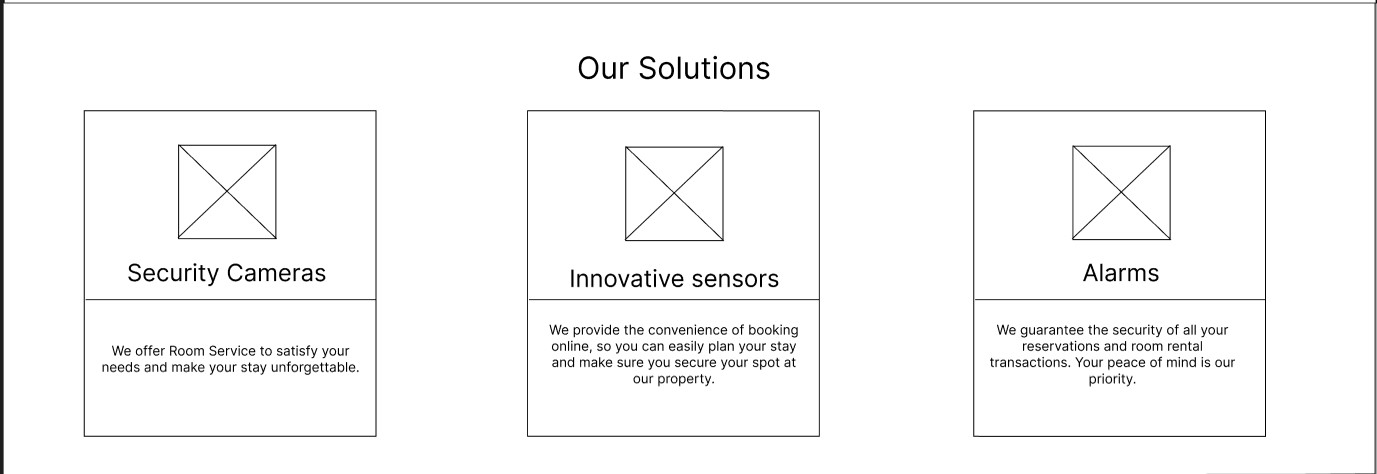 Our Solutions
Security Cameras
We offer Room Service to satisfy your
needs and make your stay unforgettable.
Innovative sensors
We provide the convenience of booking
online, so you can easily plan your stay
and make sure you secure your spot at
our property.
Alarms
We guarantee the security of all your
reservations and room rental
transactions. Your peace of mind is our
priority.